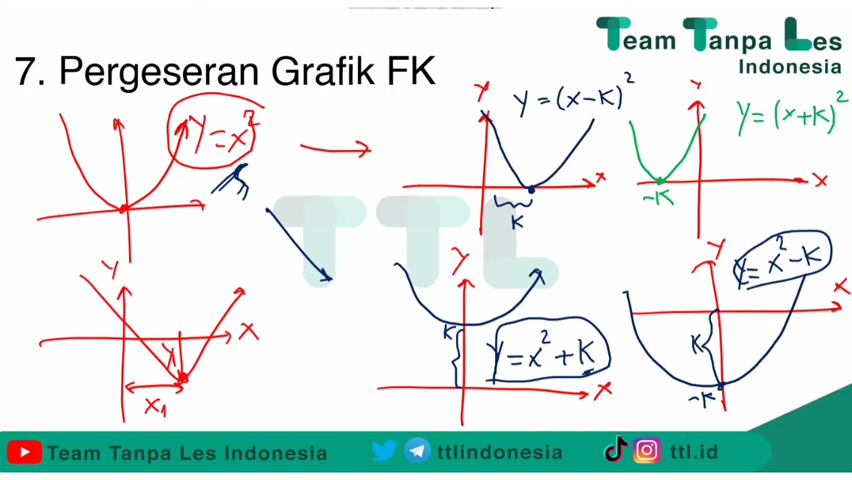 Team Tanpa Les
Indonesia
7. Pergeseran Grafik FK
y = x²
Y
X
y = (x-K)²
K
Y
X
y = (x+K)²
-K
Y
X
X₁
Y
X
K
y = x² + K
Y
X
K
-K
y = x² - K
TTL
Team Tanpa Les Indonesia
ttlindonesia
ttl.id